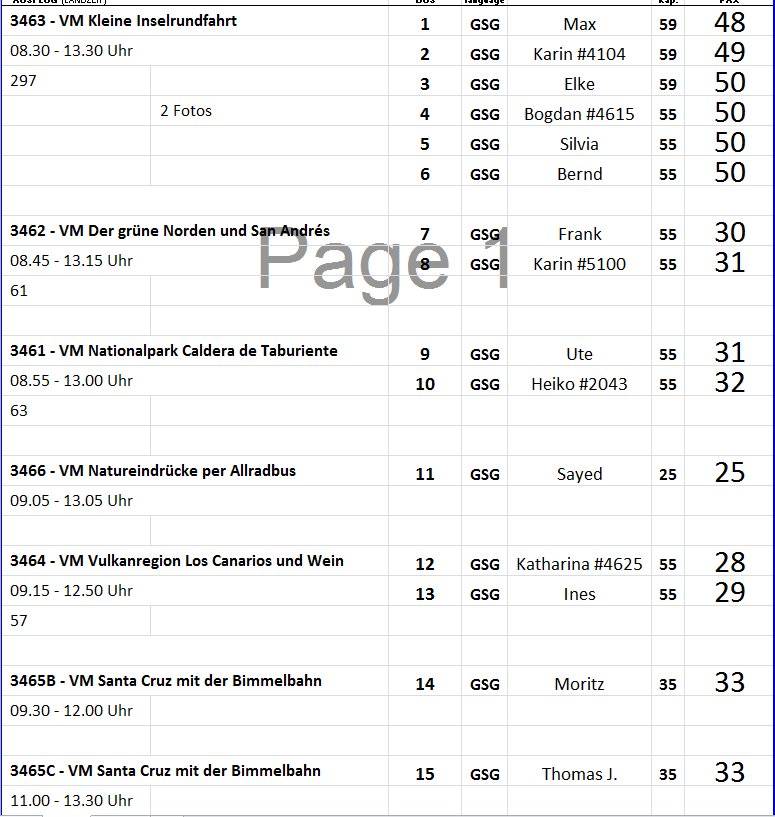 AUSFLUG (LANDZEIT) BUS language Kap. PAX
3463 - VM Kleine Inselrundfahrt 1 GSG Max 59 48
08.30 - 13.30 Uhr 2 GSG Karin #4104 59 49
297 3 GSG Elke 59 50
2 Fotos 4 GSG Bogdan #4615 55 50
5 GSG Silvia 55 50
6 GSG Bernd 55 50
3462 - VM Der grüne Norden und San Andrés 7 GSG Frank 55 30
08.45 - 13.15 Uhr 8 GSG Karin #5100 55 31
61
Page 1
3461 - VM Nationalpark Caldera de Taburiente 9 GSG Ute 55 31
08.55 - 13.00 Uhr 10 GSG Heiko #2043 55 32
63
3466 - VM Natureindrücke per Allradbus 11 GSG Sayed 25 25
09.05 - 13.05 Uhr
3464 - VM Vulkanregion Los Canarios und Wein 12 GSG Katharina #4625 55 28
09.15 - 12.50 Uhr 13 GSG Ines 55 29
57
3465B - VM Santa Cruz mit der Bimmelbahn 14 GSG Moritz 35 33
09.30 - 12.00 Uhr
3465C - VM Santa Cruz mit der Bimmelbahn 15 GSG Thomas J. 35 33
11.00 - 13.30 Uhr